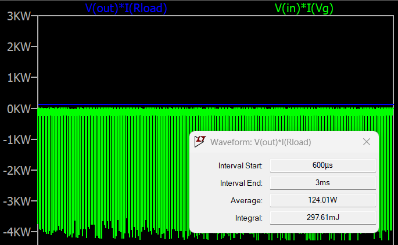 V(out)*I(Rload) V(in)*I(Vg)
3KW
2KW
1KW
0KW
-1KW
-2KW
-3KW
-4KW
Waveform: V(out)*I(Rload)
Interval Start: 600µs
Interval End: 3ms
Average: 124.01W
Integral: 297.61mJ